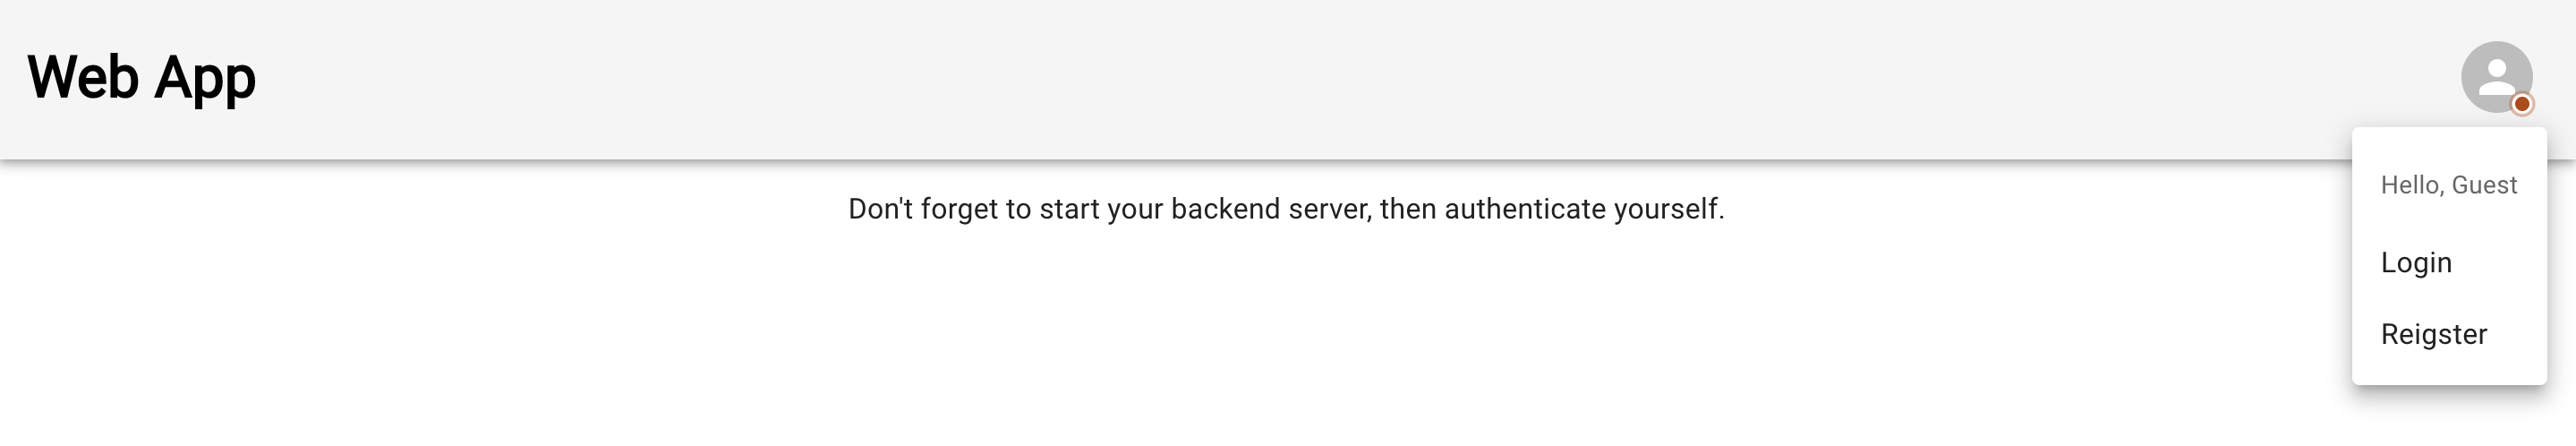 Web App
Don't forget to start your backend server, then authenticate yourself.
Hello, Guest
Login
Reigster